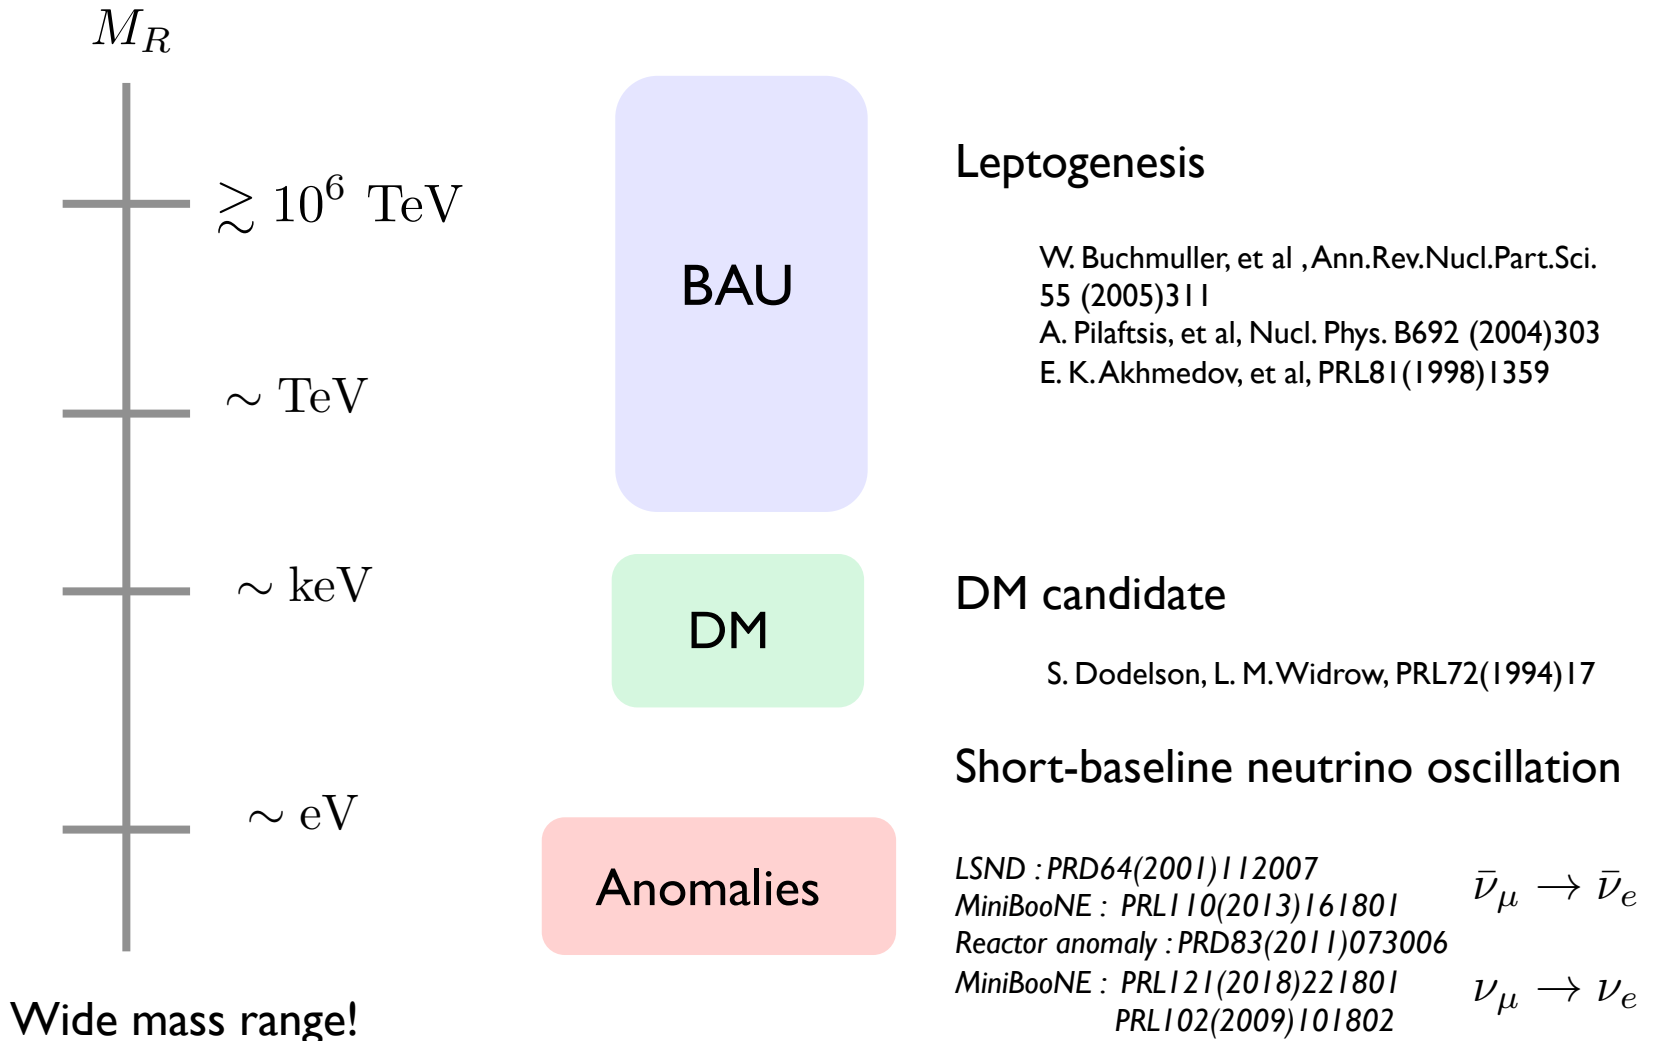 M_R
≳ 10^6 TeV
∼ TeV
∼ keV
∼ eV
Wide mass range!
BAU
DM
Anomalies
Leptogenesis
W. Buchmuller, et al , Ann.Rev.Nucl.Part.Sci.
55 (2005)311
A. Pilaftsis, et al, Nucl. Phys. B692 (2004)303
E. K. Akhmedov, et al, PRL81(1998)1359
DM candidate
S. Dodelson, L. M. Widrow, PRL72(1994)17
Short-baseline neutrino oscillation
LSND : PRD64(2001)112007
MiniBooNE : PRL110(2013)161801
Reactor anomaly : PRD83(2011)073006
MiniBooNE : PRL121(2018)221801
PRL102(2009)101802
ν̄_μ → ν̄_e
ν_μ → ν_e